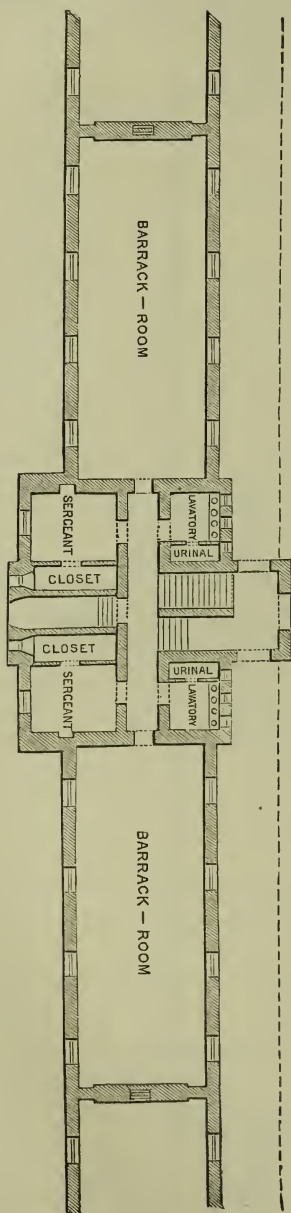 BARRACK — ROOM
LAVATORY
URINAL
SERGEANT
CLOSET
CLOSET
SERGEANT
URINAL
LAVATORY
BARRACK — ROOM